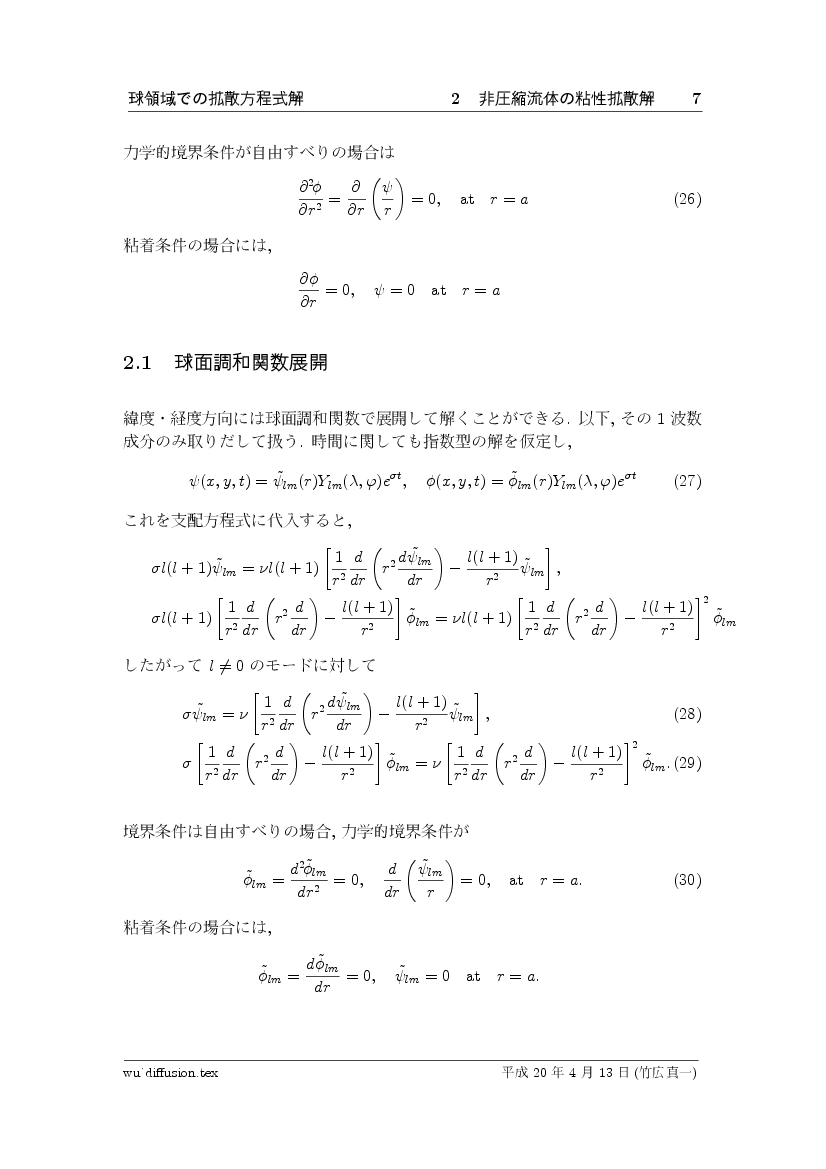 球領域での拡散方程式解 2 非圧縮流体の粘性拡散解 7
力学的境界条件が自由すべりの場合は
$\frac{\partial^2\phi}{\partial r^2} = \frac{\partial}{\partial r}\left(\frac{\psi}{r}\right) = 0, \quad \text{at} \quad r = a$ (26)
粘着条件の場合には,
$\frac{\partial\phi}{\partial r} = 0, \quad \psi = 0 \quad \text{at} \quad r = a$
2.1 球面調和関数展開
緯度・経度方向には球面調和関数で展開して解くことができる. 以下, その 1 波数
成分のみ取りだして扱う. 時間に関しても指数型の解を仮定し,
$\psi(x, y, t) = \tilde{\psi}_{lm}(r)Y_{lm}(\lambda, \varphi)e^{\sigma t}, \quad \phi(x, y, t) = \tilde{\phi}_{lm}(r)Y_{lm}(\lambda, \varphi)e^{\sigma t}$ (27)
これを支配方程式に代入すると,
$\sigma l(l+1)\tilde{\psi}_{lm} = \nu l(l+1)\left[\frac{1}{r^2}\frac{d}{dr}\left(r^2\frac{d\tilde{\psi}_{lm}}{dr}\right) - \frac{l(l+1)}{r^2}\tilde{\psi}_{lm}\right],$
$\sigma l(l+1)\left[\frac{1}{r^2}\frac{d}{dr}\left(r^2\frac{d}{dr}\right) - \frac{l(l+1)}{r^2}\right]\tilde{\phi}_{lm} = \nu l(l+1)\left[\frac{1}{r^2}\frac{d}{dr}\left(r^2\frac{d}{dr}\right) - \frac{l(l+1)}{r^2}\right]^2\tilde{\phi}_{lm}$
したがって $l \neq 0$ のモードに対して
$\sigma\tilde{\psi}_{lm} = \nu\left[\frac{1}{r^2}\frac{d}{dr}\left(r^2\frac{d\tilde{\psi}_{lm}}{dr}\right) - \frac{l(l+1)}{r^2}\tilde{\psi}_{lm}\right],$ (28)
$\sigma\left[\frac{1}{r^2}\frac{d}{dr}\left(r^2\frac{d}{dr}\right) - \frac{l(l+1)}{r^2}\right]\tilde{\phi}_{lm} = \nu\left[\frac{1}{r^2}\frac{d}{dr}\left(r^2\frac{d}{dr}\right) - \frac{l(l+1)}{r^2}\right]^2\tilde{\phi}_{lm}.$ (29)
境界条件は自由すべりの場合, 力学的境界条件が
$\tilde{\phi}_{lm} = \frac{d^2\tilde{\phi}_{lm}}{dr^2} = 0, \quad \frac{d}{dr}\left(\frac{\tilde{\psi}_{lm}}{r}\right) = 0, \quad \text{at} \quad r = a.$ (30)
粘着条件の場合には,
$\tilde{\phi}_{lm} = \frac{d\tilde{\phi}_{lm}}{dr} = 0, \quad \tilde{\psi}_{lm} = 0 \quad \text{at} \quad r = a.$
wu˙diffusion.tex 平成 20 年 4 月 13 日 (竹広真一)